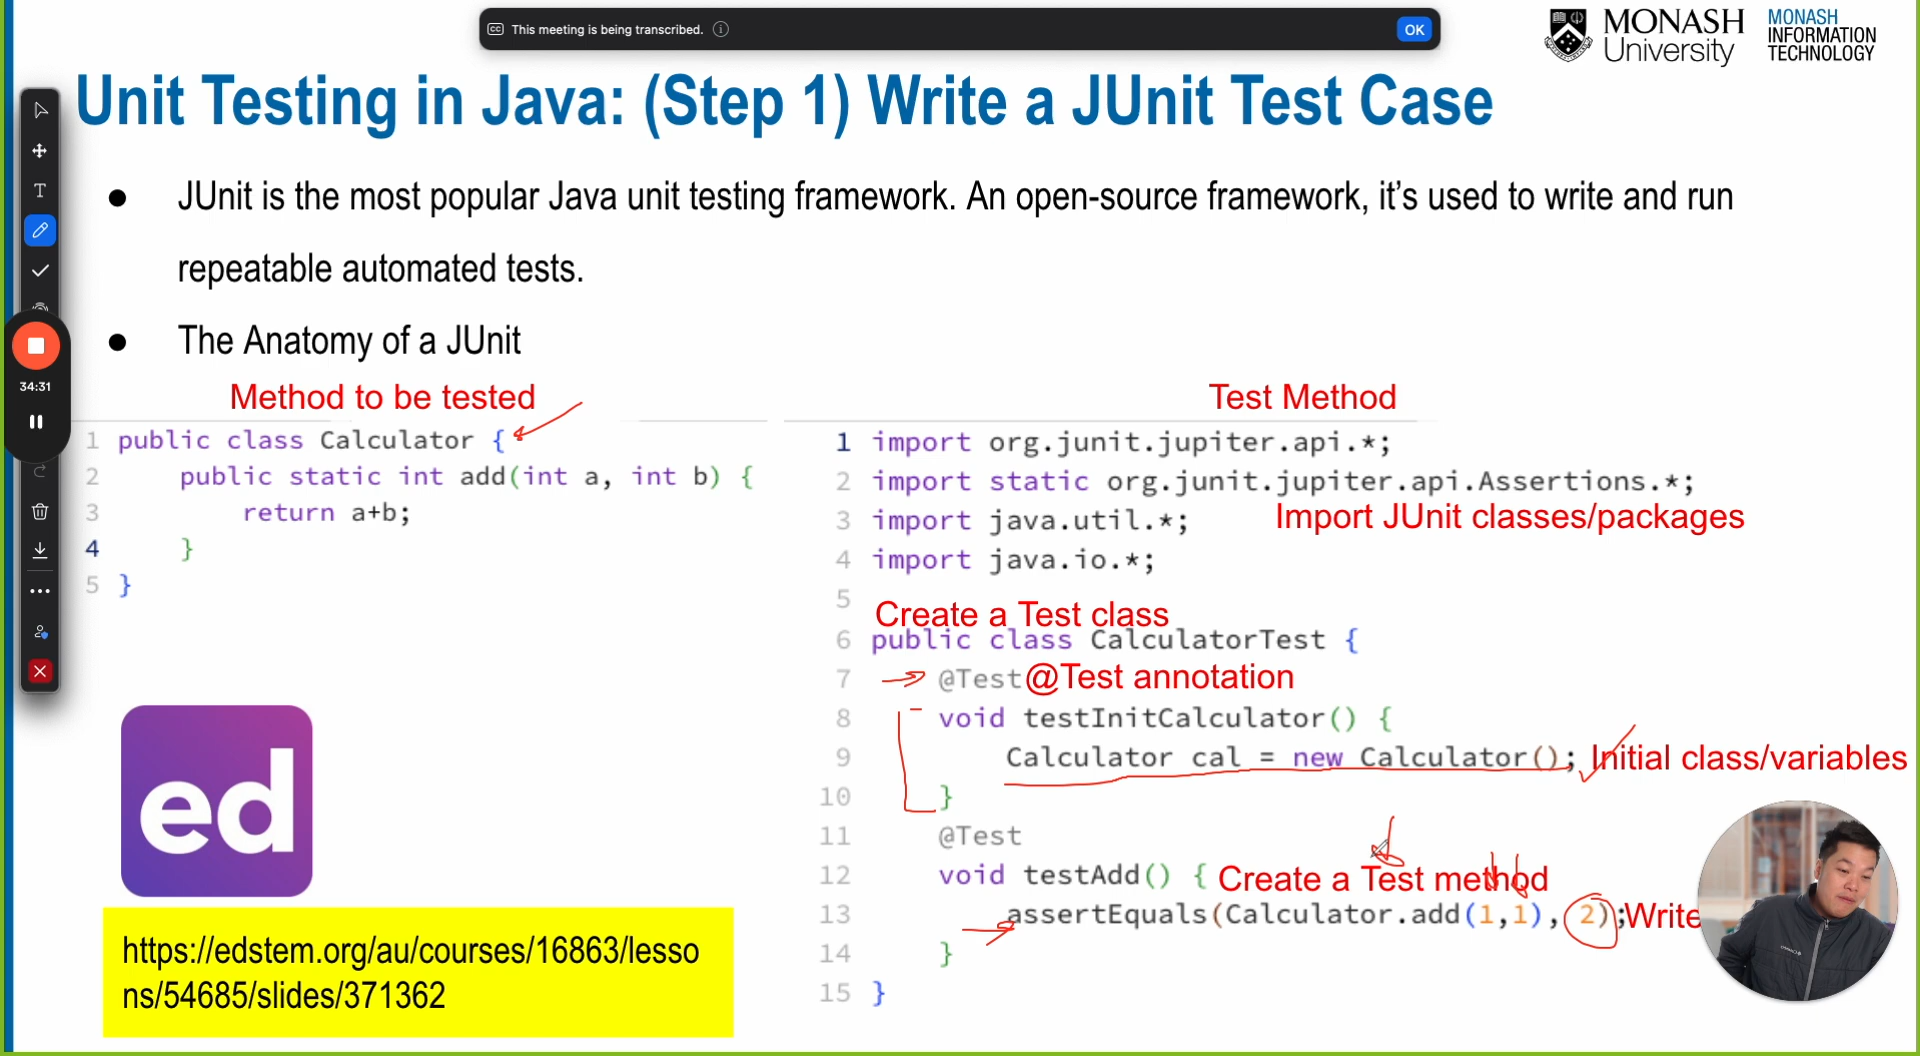 This meeting is being transcribed.
OK
MONASH University
MONASH INFORMATION TECHNOLOGY
Unit Testing in Java: (Step 1) Write a JUnit Test Case
● JUnit is the most popular Java unit testing framework. An open-source framework, it’s used to write and run
repeatable automated tests.
● The Anatomy of a JUnit
34:31
Method to be tested
1 public class Calculator {
2 public static int add(int a, int b) {
3 return a+b;
4 }
5 }
ed
https://edstem.org/au/courses/16863/lesso
ns/54685/slides/371362
Test Method
1 import org.junit.jupiter.api.*;
2 import static org.junit.jupiter.api.Assertions.*;
Import JUnit classes/packages
3 import java.util.*;
4 import java.io.*;
5
Create a Test class
6 public class CalculatorTest {
7 @Test @Test annotation
8 void testInitCalculator() {
9 Calculator cal = new Calculator(); Initial class/variables
10 }
11 @Test
12 void testAdd() { Create a Test method
13 assertEquals(Calculator.add(1,1), 2); Write
14 }
15 }